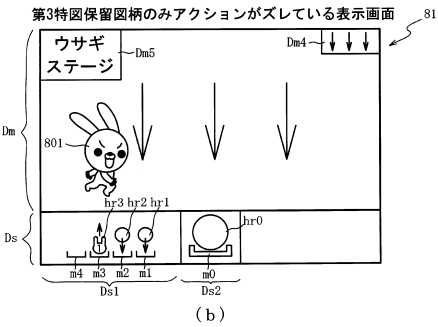 第3特図保留図柄のみアクションがズレている表示画面
81
ウサギ
ステージ
Dm5
Dm4
Dm
801
hr3
hr2
hr1
hr0
Ds
m4
m3
m2
m1
m0
Ds1
Ds2
(b)